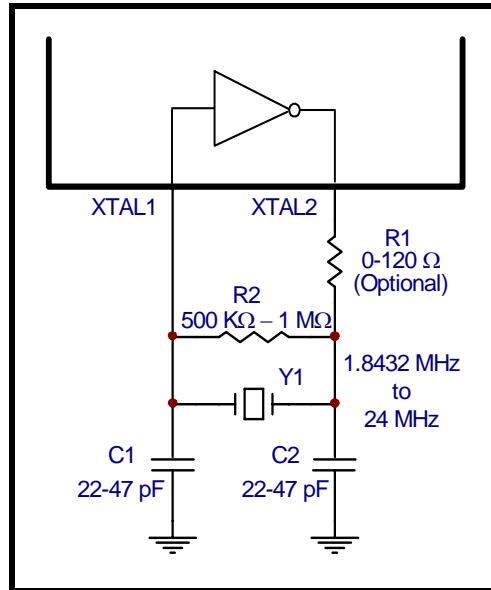 XTAL1
XTAL2
R1
0-120 Ω
(Optional)
R2
500 KΩ – 1 MΩ
Y1
1.8432 MHz
to
24 MHz
C1
22-47 pF
C2
22-47 pF